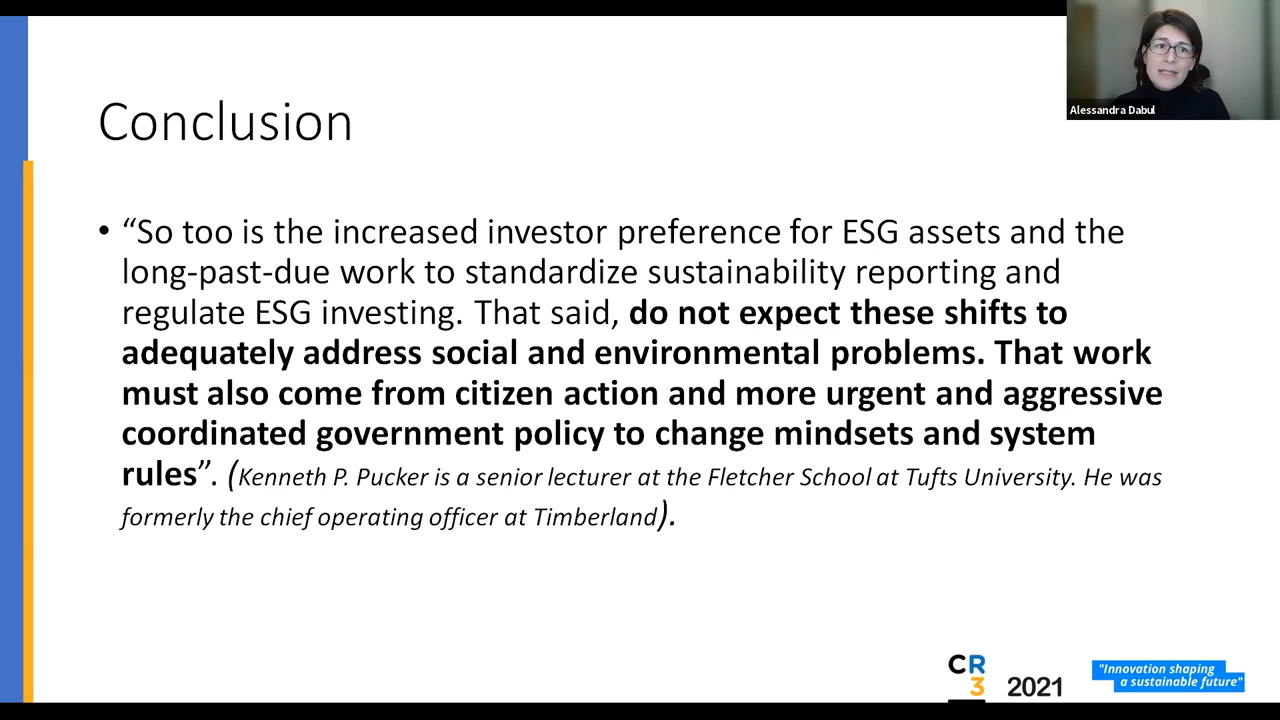 Alessandra Dabul
Conclusion
• “So too is the increased investor preference for ESG assets and the
long-past-due work to standardize sustainability reporting and
regulate ESG investing. That said, do not expect these shifts to
adequately address social and environmental problems. That work
must also come from citizen action and more urgent and aggressive
coordinated government policy to change mindsets and system
rules”. (Kenneth P. Pucker is a senior lecturer at the Fletcher School at Tufts University. He was
formerly the chief operating officer at Timberland).
CR
3
2021
"Innovation shaping
a sustainable future"